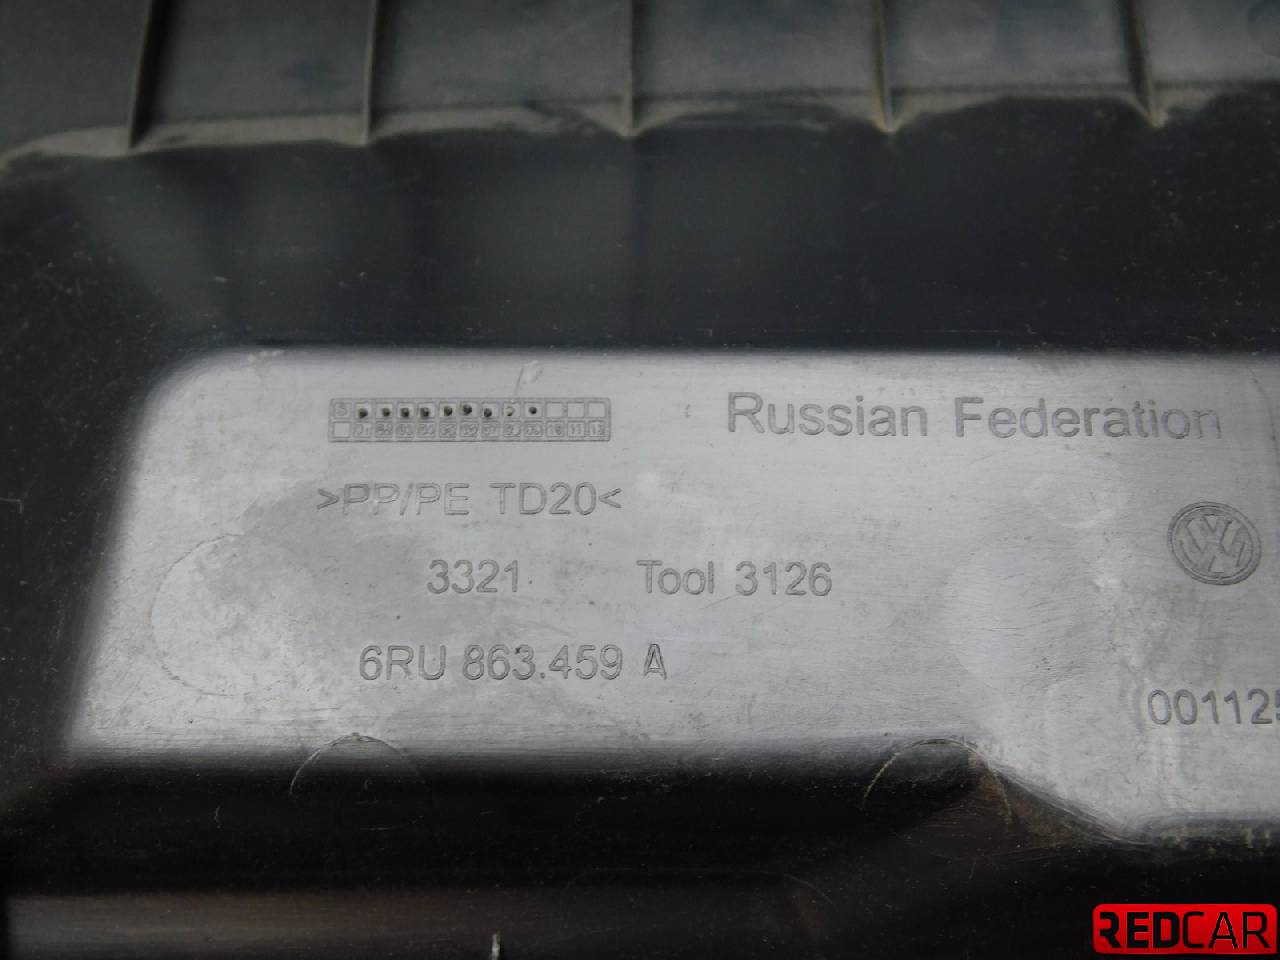 Russian Federation
>PP/PE TD20<
3321 Tool 3126
6RU 863.459 A
REDCAR